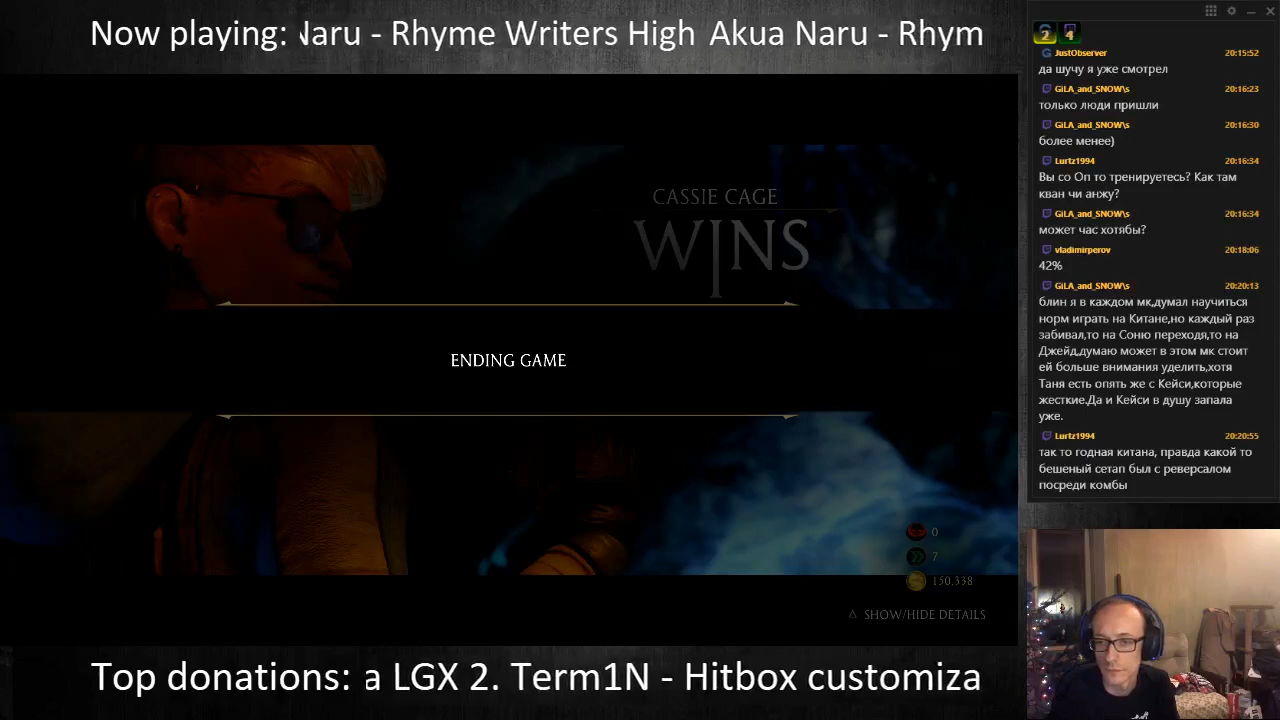 Now playing: Naru - Rhyme Writers High Akua Naru - Rhym
CASSIE CAGE
WINS
ENDING GAME
0
7
150,338
△ SHOW/HIDE DETAILS
Top donations: a LGX 2. Term1N - Hitbox customiza
2 4
JustObserver 20:15:52
да шучу я уже смотрел
GiLA_and_SNOW\s 20:16:23
только люди пришли
GiLA_and_SNOW\s 20:16:30
более менее)
Lurtz1994 20:16:34
Вы со Оп то тренируетесь? Как там
кван чи анжу?
GiLA_and_SNOW\s 20:16:34
может час хотябы?
vladimirperov 20:18:06
42%
GiLA_and_SNOW\s 20:20:13
блин я в каждом мк,думал научиться
норм играть на Китане,но каждый раз
забивал,то на Соню переходя,то на
Джейд,думаю может в этом мк стоит
ей больше внимания уделить,хотя
Таня есть опять же с Кейси,которые
жесткие.Да и Кейси в душу запала
уже.
Lurtz1994 20:20:55
так то годная китана, правда какой то
бешеный сетап был с реверсалом
посреди комбы